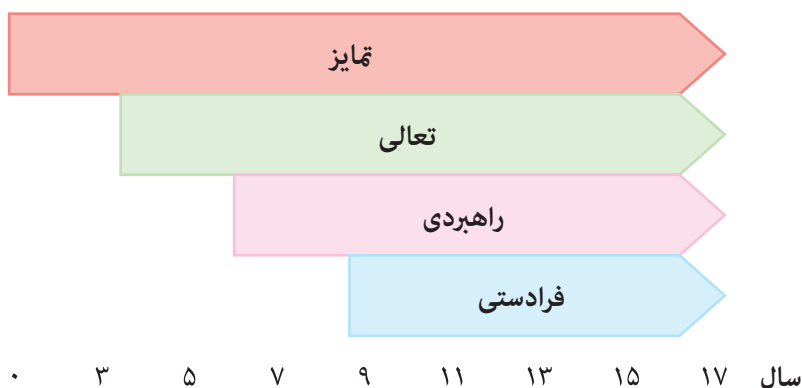 تمایز
تعالی
راهبردی
فرادستی
۰ ۳ ۵ ۷ ۹ ۱۱ ۱۳ ۱۵ ۱۷ سال